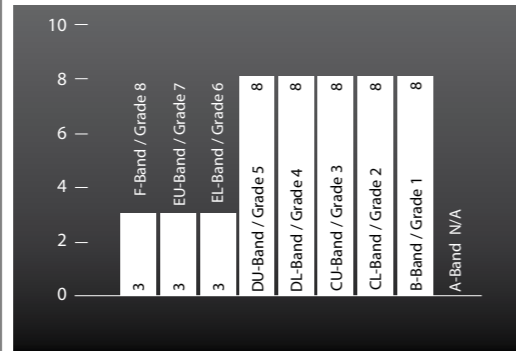 10
8
6
4
2
0
F-Band / Grade 8
3
EU-Band / Grade 7
3
EL-Band / Grade 6
3
DU-Band / Grade 5
8
DL-Band / Grade 4
8
CU-Band / Grade 3
8
CL-Band / Grade 2
8
B-Band / Grade 1
8
A-Band N/A